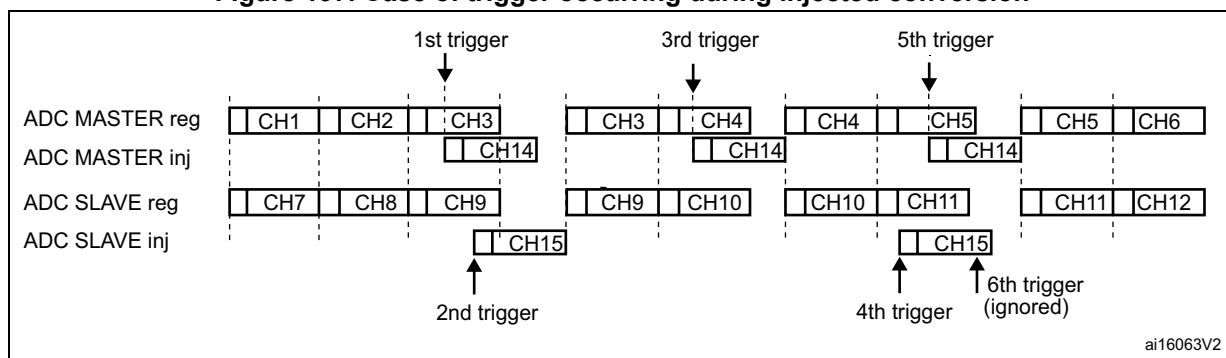 Figure 137. Case of trigger occurring during injected conversion
1st trigger 3rd trigger 5th trigger
ADC MASTER reg CH1 CH2 CH3 CH3 CH4 CH4 CH5 CH5 CH6
ADC MASTER inj CH14 CH14 CH14
ADC SLAVE reg CH7 CH8 CH9 CH9 CH10 CH10 CH11 CH11 CH12
ADC SLAVE inj CH15 CH15
2nd trigger 4th trigger 6th trigger
(ignored)
ai16063V2